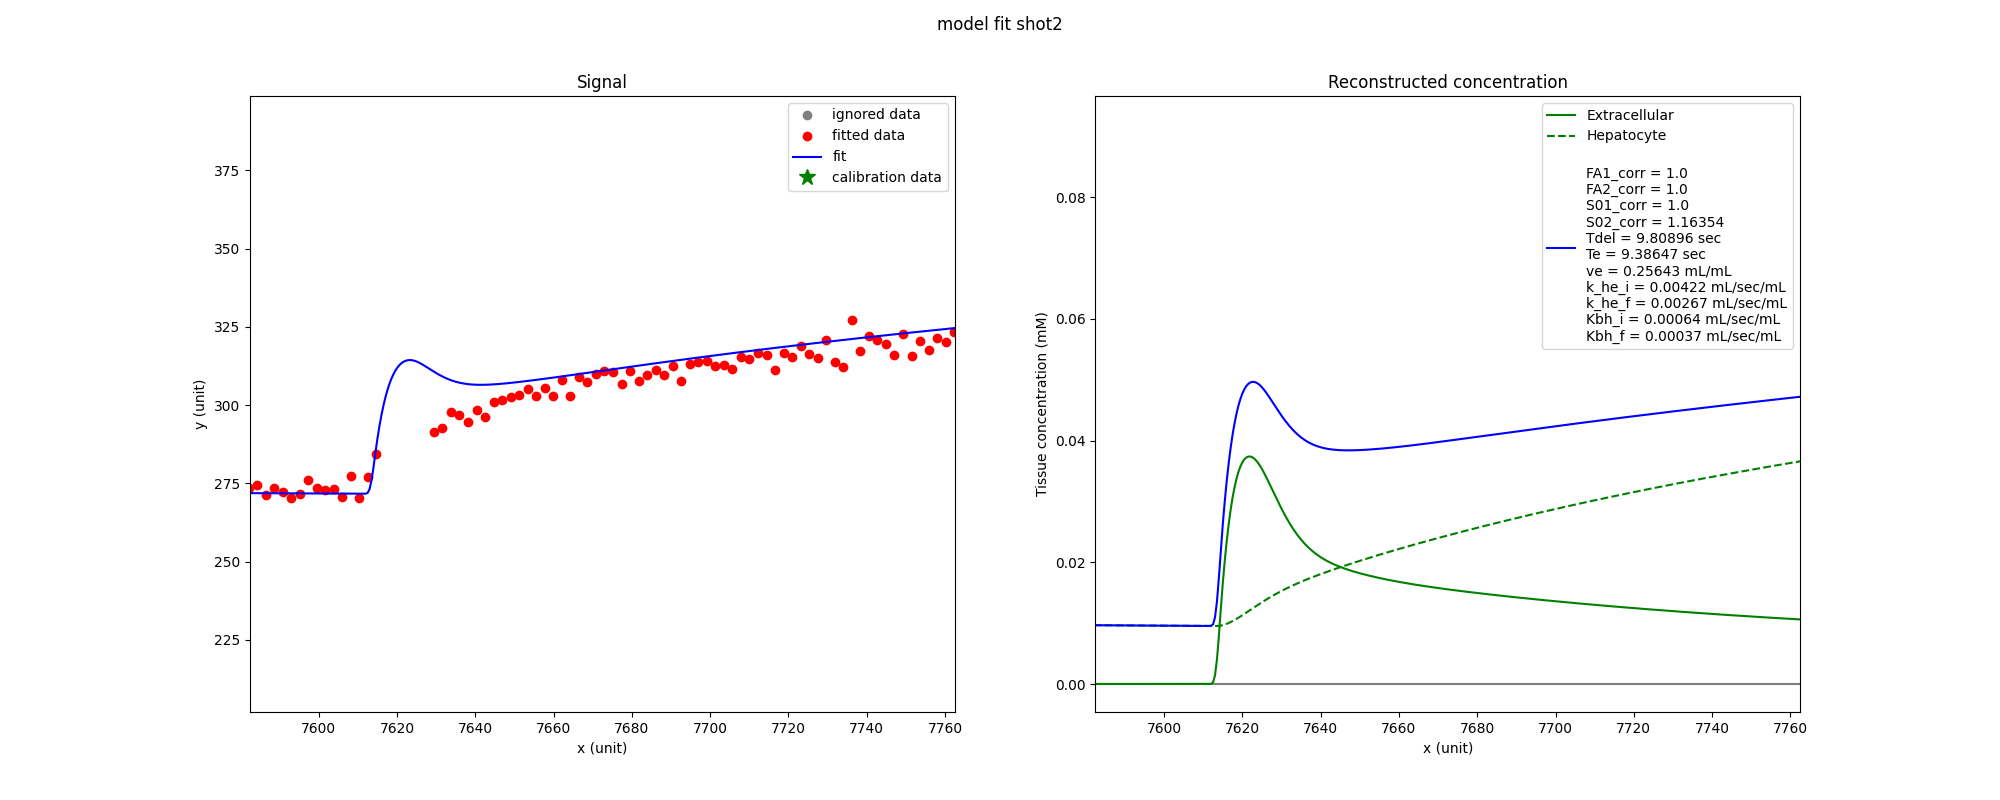 model fit shot2
Signal
ignored data
fitted data
fit
calibration data
375
350
325
300
275
250
225
y (unit)
7600 7620 7640 7660 7680 7700 7720 7740 7760
x (unit)
Reconstructed concentration
Extracellular
Hepatocyte
FA1_corr = 1.0
FA2_corr = 1.0
S01_corr = 1.0
S02_corr = 1.16354
Tdel = 9.80896 sec
Te = 9.38647 sec
ve = 0.25643 mL/mL
k_he_i = 0.00422 mL/sec/mL
k_he_f = 0.00267 mL/sec/mL
Kbh_i = 0.00064 mL/sec/mL
Kbh_f = 0.00037 mL/sec/mL
0.08
0.06
0.04
0.02
0.00
Tissue concentration (mM)
7600 7620 7640 7660 7680 7700 7720 7740 7760
x (unit)